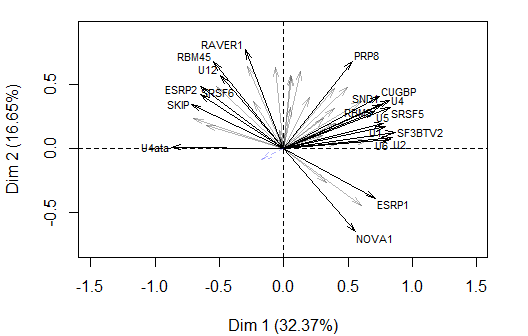 RAVER1
RBM45
PRP8
U12
ESRP2
SRSF6
CUGBP
SND1
U4
SKIP
SRSF5
U5
SF3BTV2
U4ata
U6
U2
ESRP1
NOVA1
0.5
0.0
-0.5
Dim 2 (16.65%)
-1.5
-1.0
-0.5
0.0
0.5
1.0
1.5
Dim 1 (32.37%)